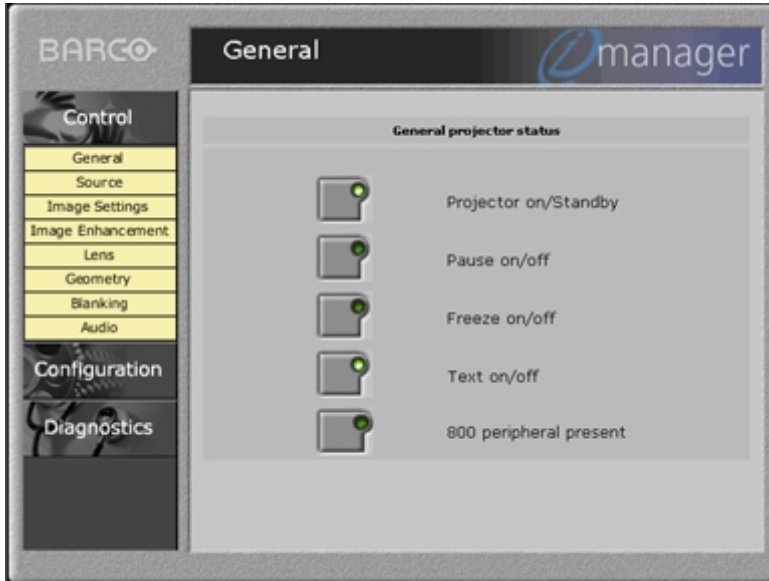 BARCO
General
imanager
Control
General
Source
Image Settings
Image Enhancement
Lens
Geometry
Blanking
Audio
Configuration
Diagnostics
General projector status
Projector on/Standby
Pause on/off
Freeze on/off
Text on/off
800 peripheral present